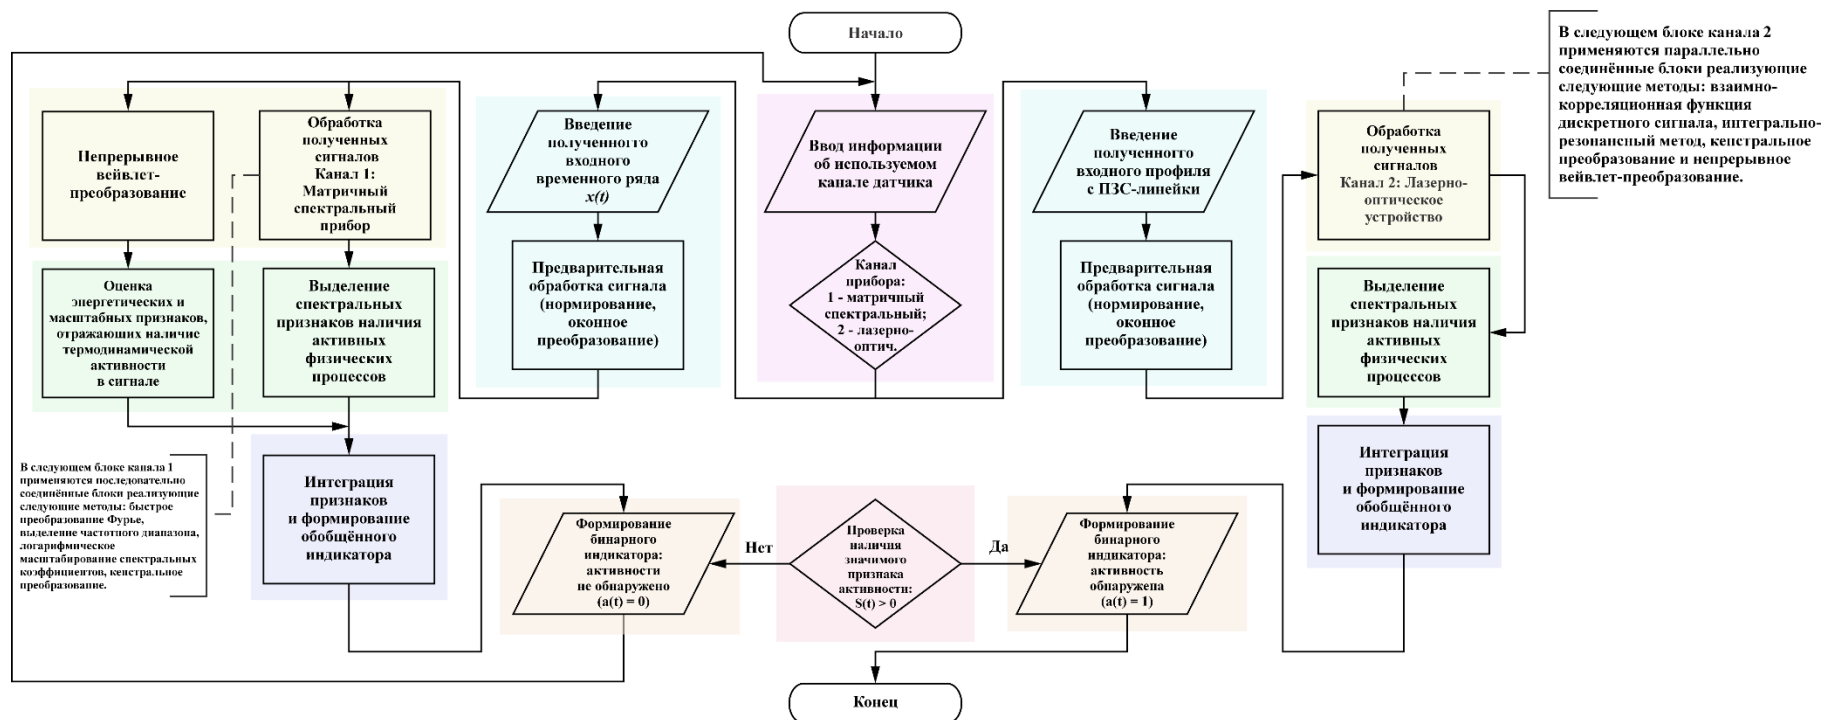 Начало
В следующем блоке канала 2
применяются параллельно
соединённые блоки реализующие
следующие методы: взаимно-
корреляционная функция
дискретного сигнала, интегрально-
резонансный метод, кепстральное
преобразование и непрерывное
вейвлет-преобразование.
Непрерывное
вейвлет-
преобразование
Обработка
полученных
сигналов
Канал 1:
Матричный
спектральный
прибор
Введение
полученного
входного
временного ряда
x(t)
Ввод информации
об используемом
канале датчика
Введение
полученного
входного профиля
с ПЗС-линейки
Обработка
полученных
сигналов
Канал 2: Лазерно-
оптическое
устройство
Оценка
энергетических и
масштабных признаков,
отражающих наличие
термодинамической
активности
в сигнале
Выделение
спектральных
признаков наличия
активных
физических
процессов
Предварительная
обработка сигнала
(нормирование,
оконное
преобразование)
Канал
прибора:
1 - матричный
спектральный;
2 - лазерно-
оптич.
Предварительная
обработка сигнала
(нормирование,
оконное
преобразование)
Выделение
спектральных
признаков наличия
активных
физических
процессов
В следующем блоке канала 1
применяются последовательно
соединённые блоки реализующие
следующие методы: быстрое
преобразование Фурье,
выделение частотного диапазона,
логарифмическое
масштабирование спектральных
коэффициентов, кепстральное
преобразование.
Интеграция
признаков
и формирование
обобщённого
индикатора
Формирование
бинарного
индикатора:
активности
не обнаружено
(a(t) = 0)
Нет
Проверка
наличия
значимого
признака
активности:
S(t) > 0
Да
Формирование
бинарного
индикатора:
активность
обнаружена
(a(t) = 1)
Интеграция
признаков
и формирование
обобщённого
индикатора
Конец